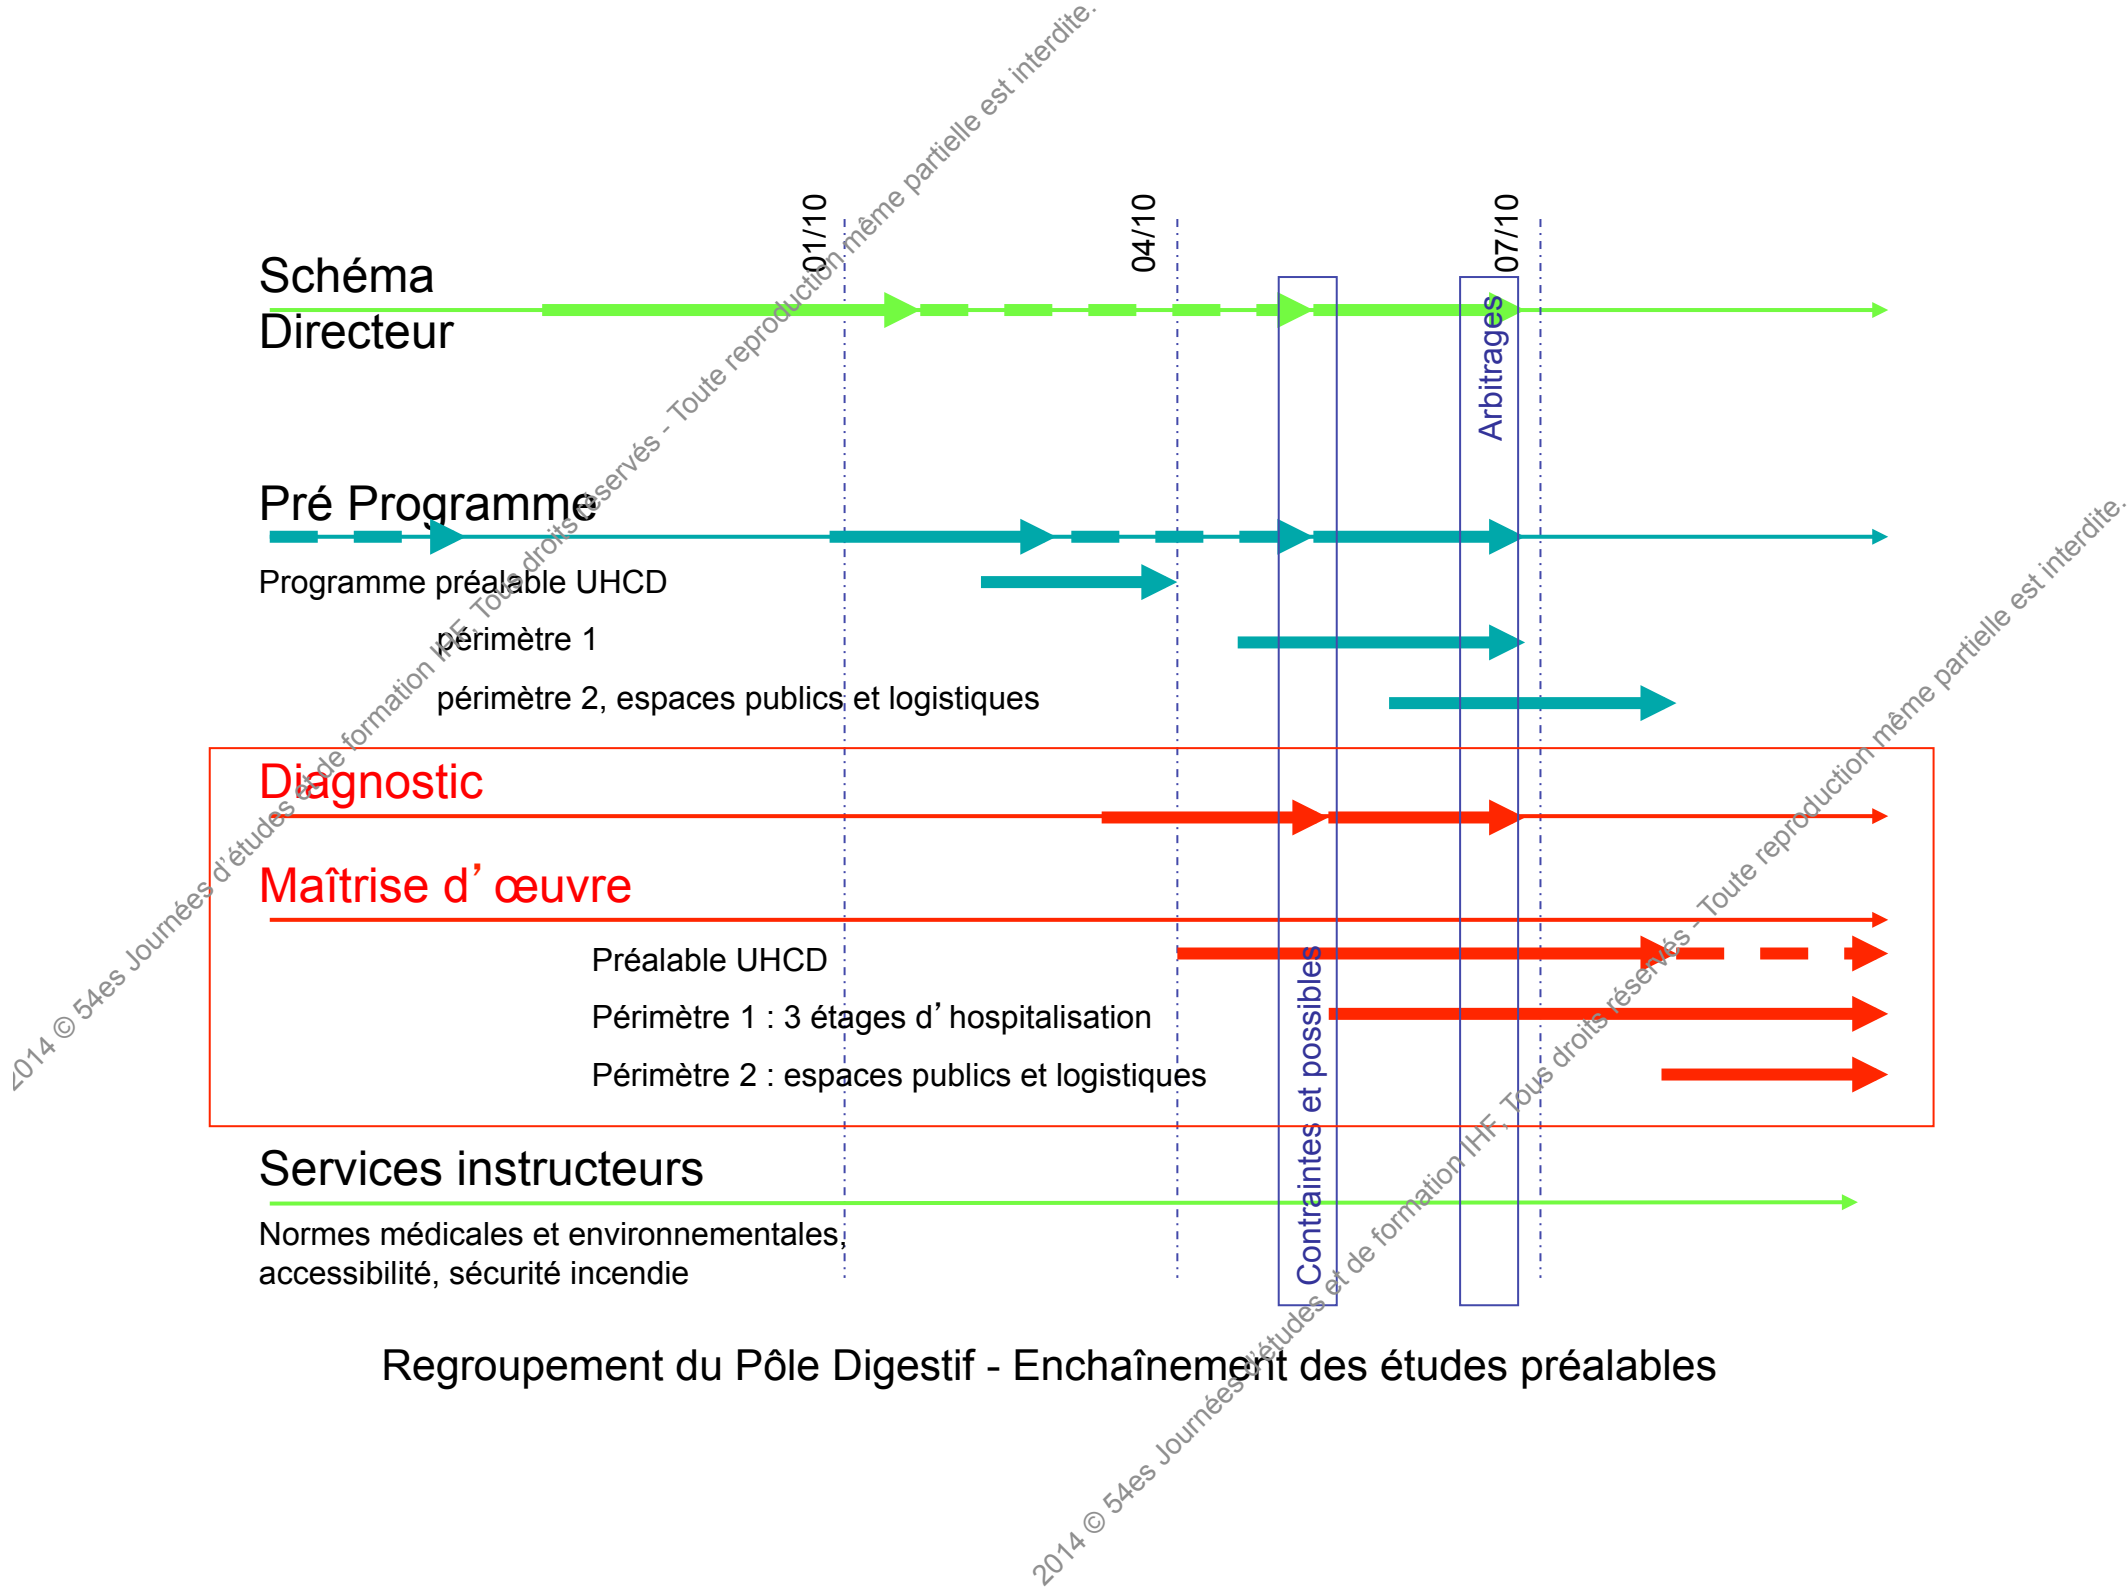 01/10
04/10
07/10
Schéma
Directeur
Arbitrages
Pré Programme
Programme préalable UHCD
périmètre 1
périmètre 2, espaces publics et logistiques
Diagnostic
Maîtrise d’ œuvre
Préalable UHCD
Périmètre 1 : 3 étages d’ hospitalisation
Périmètre 2 : espaces publics et logistiques
Contraintes et possibles
Services instructeurs
Normes médicales et environnementales,
accessibilité, sécurité incendie
Regroupement du Pôle Digestif - Enchaînement des études préalables
2014 © 54es Journées d'études et de formation IHF, Tous droits réservés - Toute reproduction même partielle est interdite.
2014 © 54es Journées d'études et de formation IHF, Tous droits réservés - Toute reproduction même partielle est interdite.